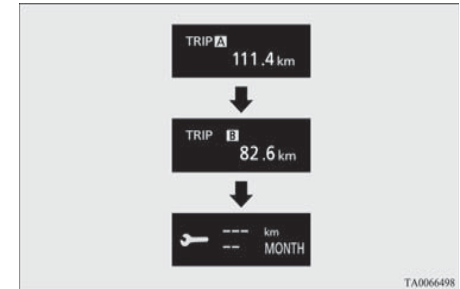 TRIP A
111.4 km
TRIP B
82.6 km
--- km
-- MONTH
TA0066498